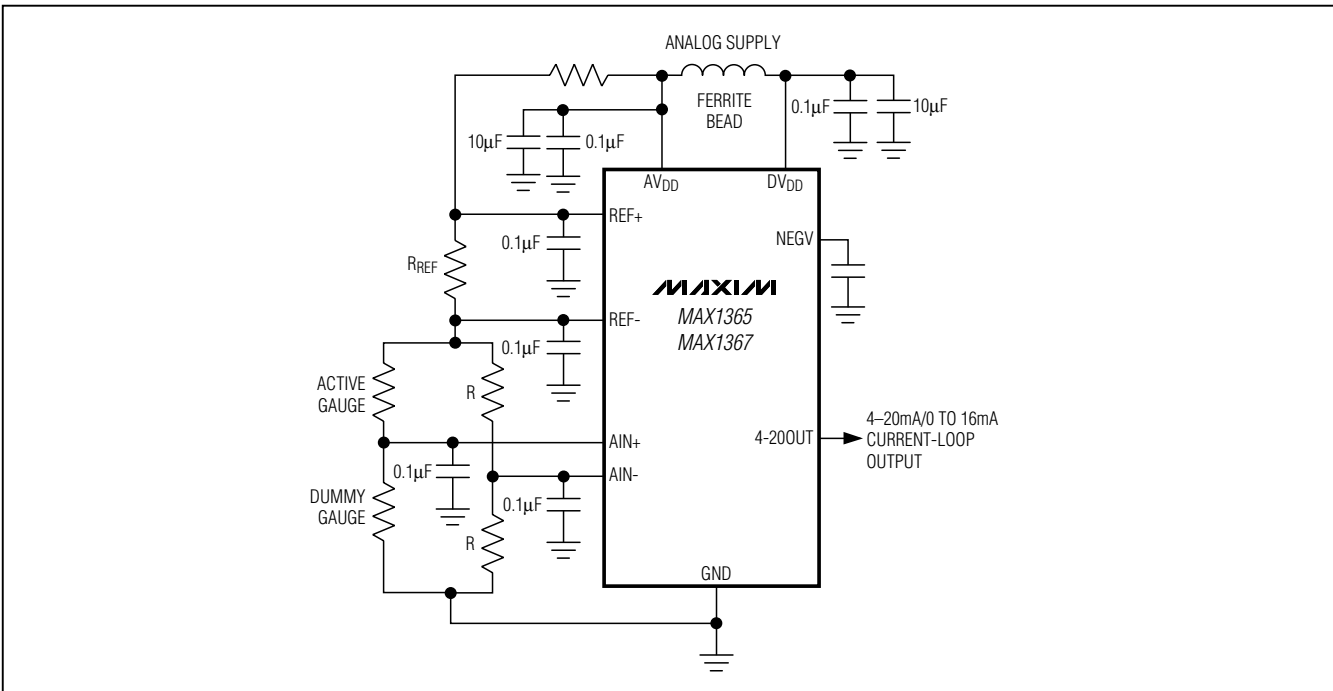 ANALOG SUPPLY
FERRITE
BEAD
0.1µF
10µF
10µF
0.1µF
AVDD
DVDD
REF+
0.1µF
NEGV
RREF
MAXIM
MAX1365
MAX1367
REF-
0.1µF
ACTIVE
GAUGE
R
4-20OUT
4–20mA/0 TO 16mA
CURRENT-LOOP
OUTPUT
AIN+
0.1µF
AIN-
DUMMY
GAUGE
0.1µF
R
GND